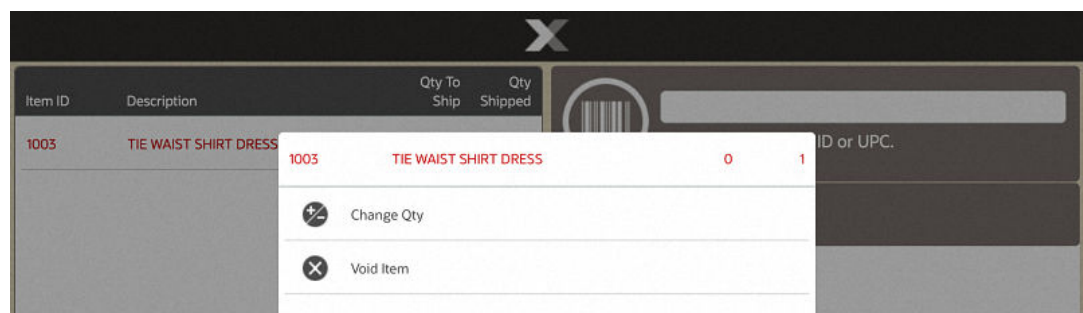 Item ID Description Qty To Ship Qty Shipped
1003 TIE WAIST SHIRT DRESS
ID or UPC.
1003 TIE WAIST SHIRT DRESS 0 1
Change Qty
Void Item